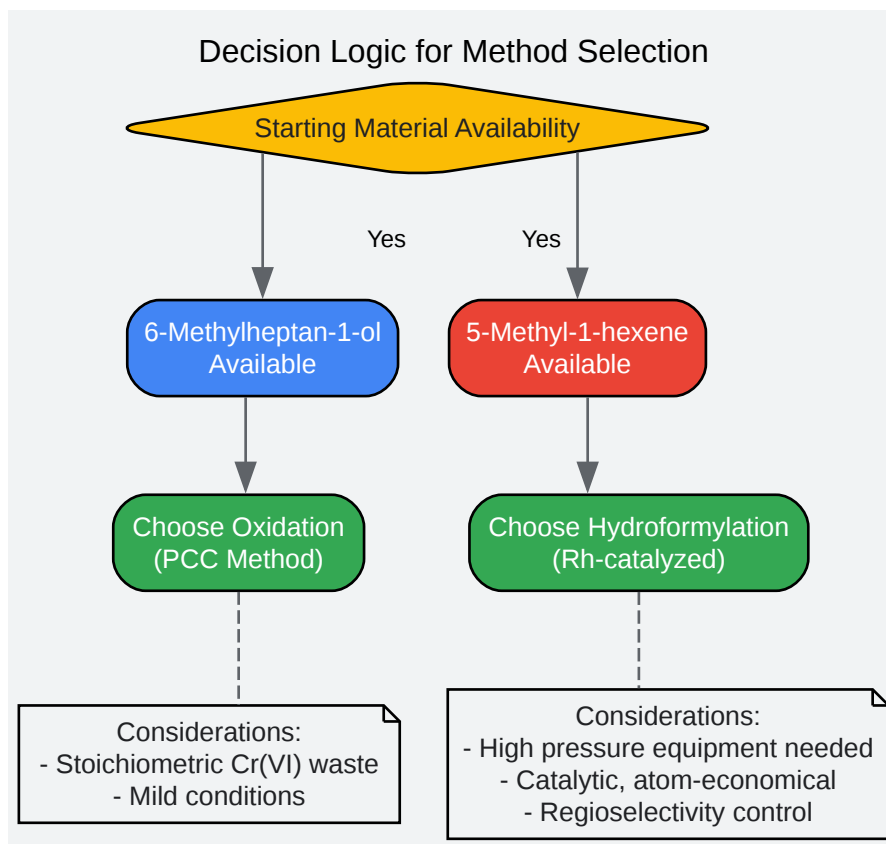 Decision Logic for Method Selection
Starting Material Availability
Yes
Yes
6-Methylheptan-1-ol
Available
5-Methyl-1-hexene
Available
Choose Oxidation
(PCC Method)
Choose Hydroformylation
(Rh-catalyzed)
Considerations:
- Stoichiometric Cr(VI) waste
- Mild conditions
Considerations:
- High pressure equipment needed
- Catalytic, atom-economical
- Regioselectivity control